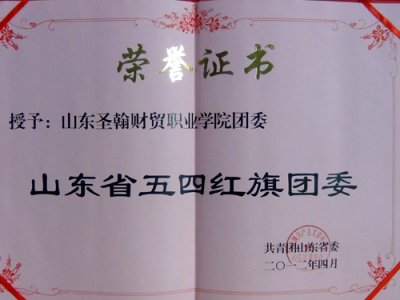 荣誉证书
授予：山东圣翰财贸职业学院团委
山东省五四红旗团委
共青团山东省委
二〇一二年四月